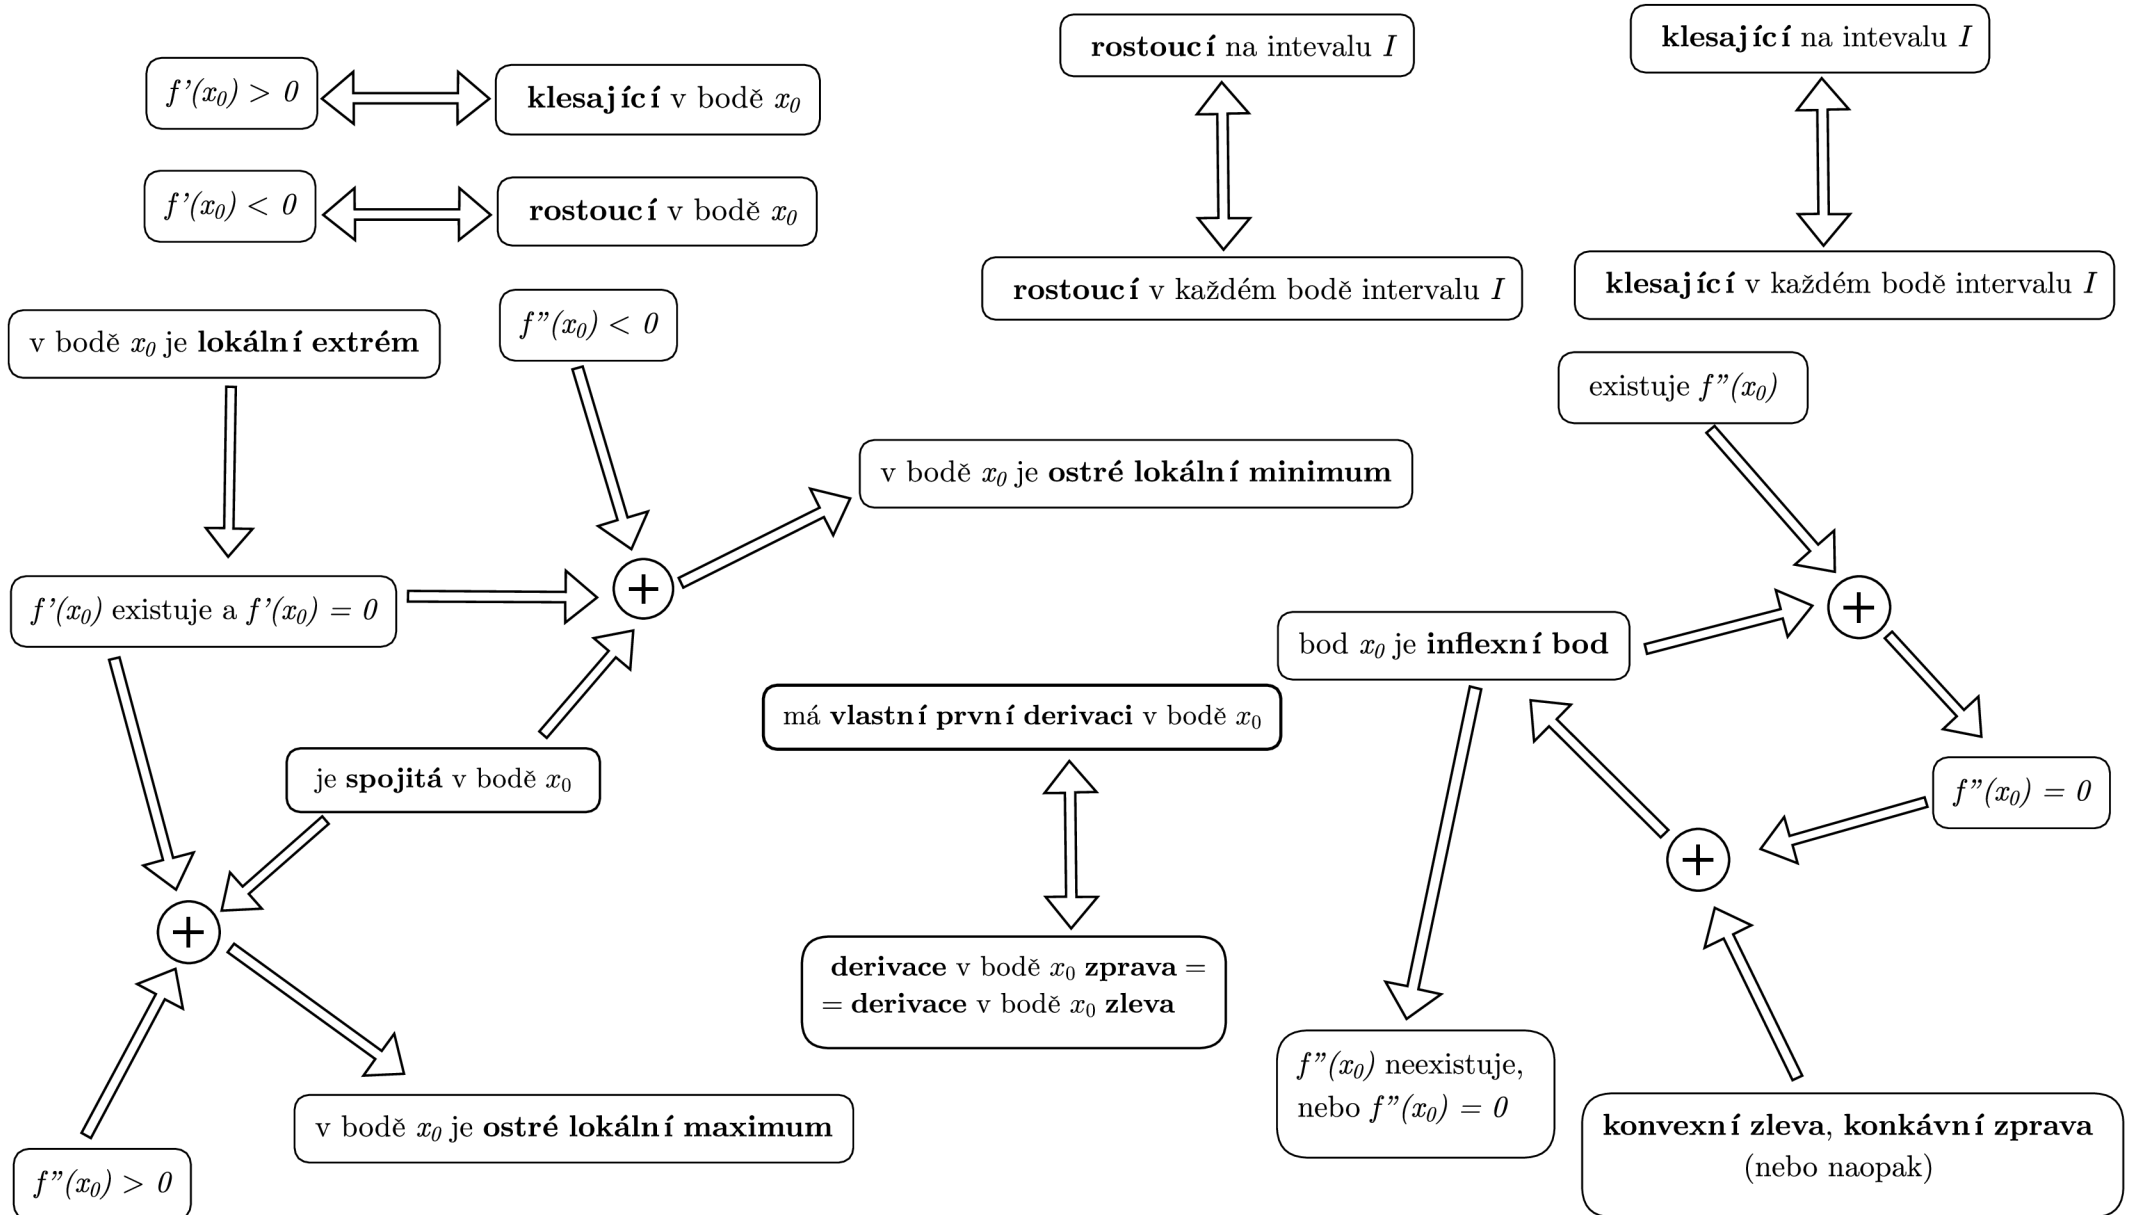 f'(x₀) > 0
klesající v bodě x₀
f'(x₀) < 0
rostoucí v bodě x₀
rostoucí na intevalu I
klesající na intevalu I
rostoucí v každém bodě intervalu I
klesající v každém bodě intervalu I
v bodě x₀ je lokální extrém
f”(x₀) < 0
existuje f”(x₀)
v bodě x₀ je ostré lokální minimum
f'(x₀) existuje a f'(x₀) = 0
+
+
bod x₀ je inflexní bod
má vlastní první derivaci v bodě x₀
je spojitá v bodě x₀
f”(x₀) = 0
+
+
derivace v bodě x₀ zprava =
= derivace v bodě x₀ zleva
f”(x₀) neexistuje,
nebo f”(x₀) = 0
v bodě x₀ je ostré lokální maximum
konvexní zleva, konkávní zprava
(nebo naopak)
f”(x₀) > 0